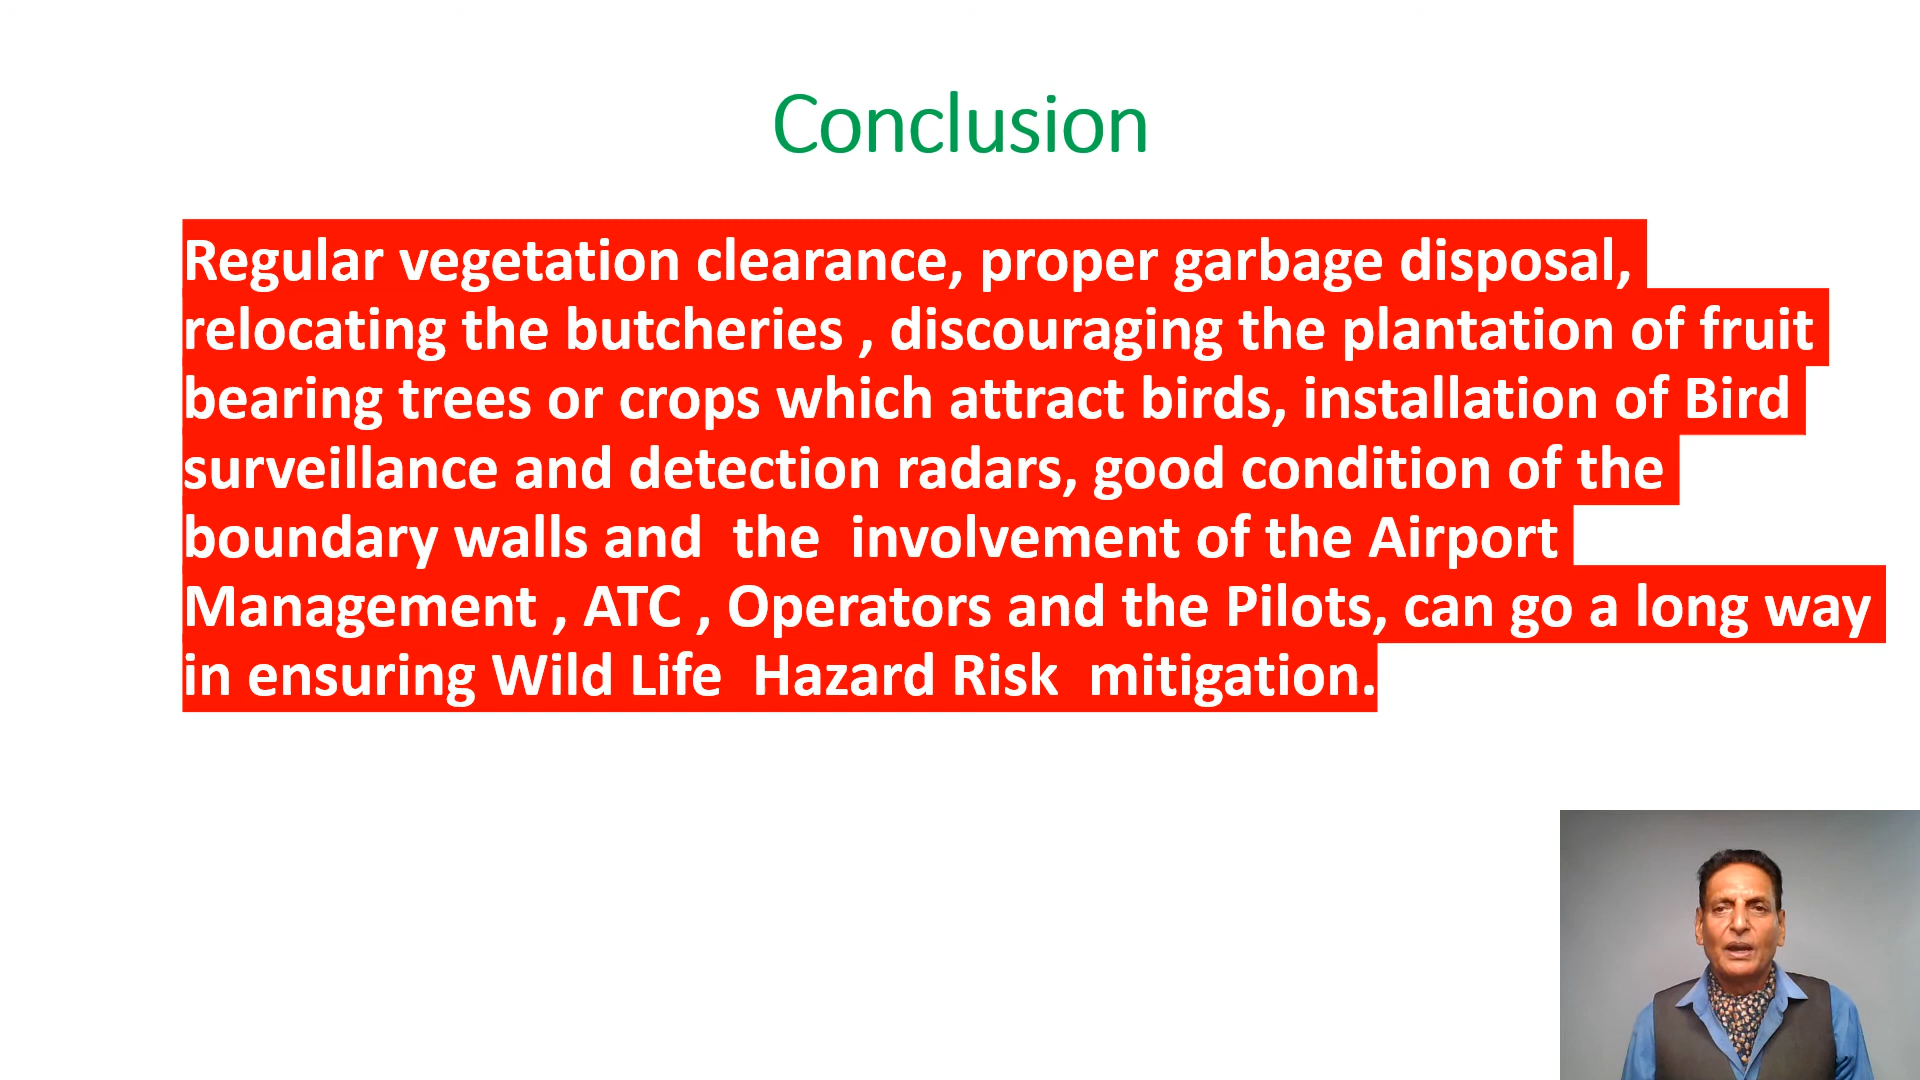 Conclusion
Regular vegetation clearance, proper garbage disposal,
relocating the butcheries , discouraging the plantation of fruit
bearing trees or crops which attract birds, installation of Bird
surveillance and detection radars, good condition of the
boundary walls and  the  involvement of the Airport
Management , ATC , Operators and the Pilots, can go a long way
in ensuring Wild Life  Hazard Risk  mitigation.